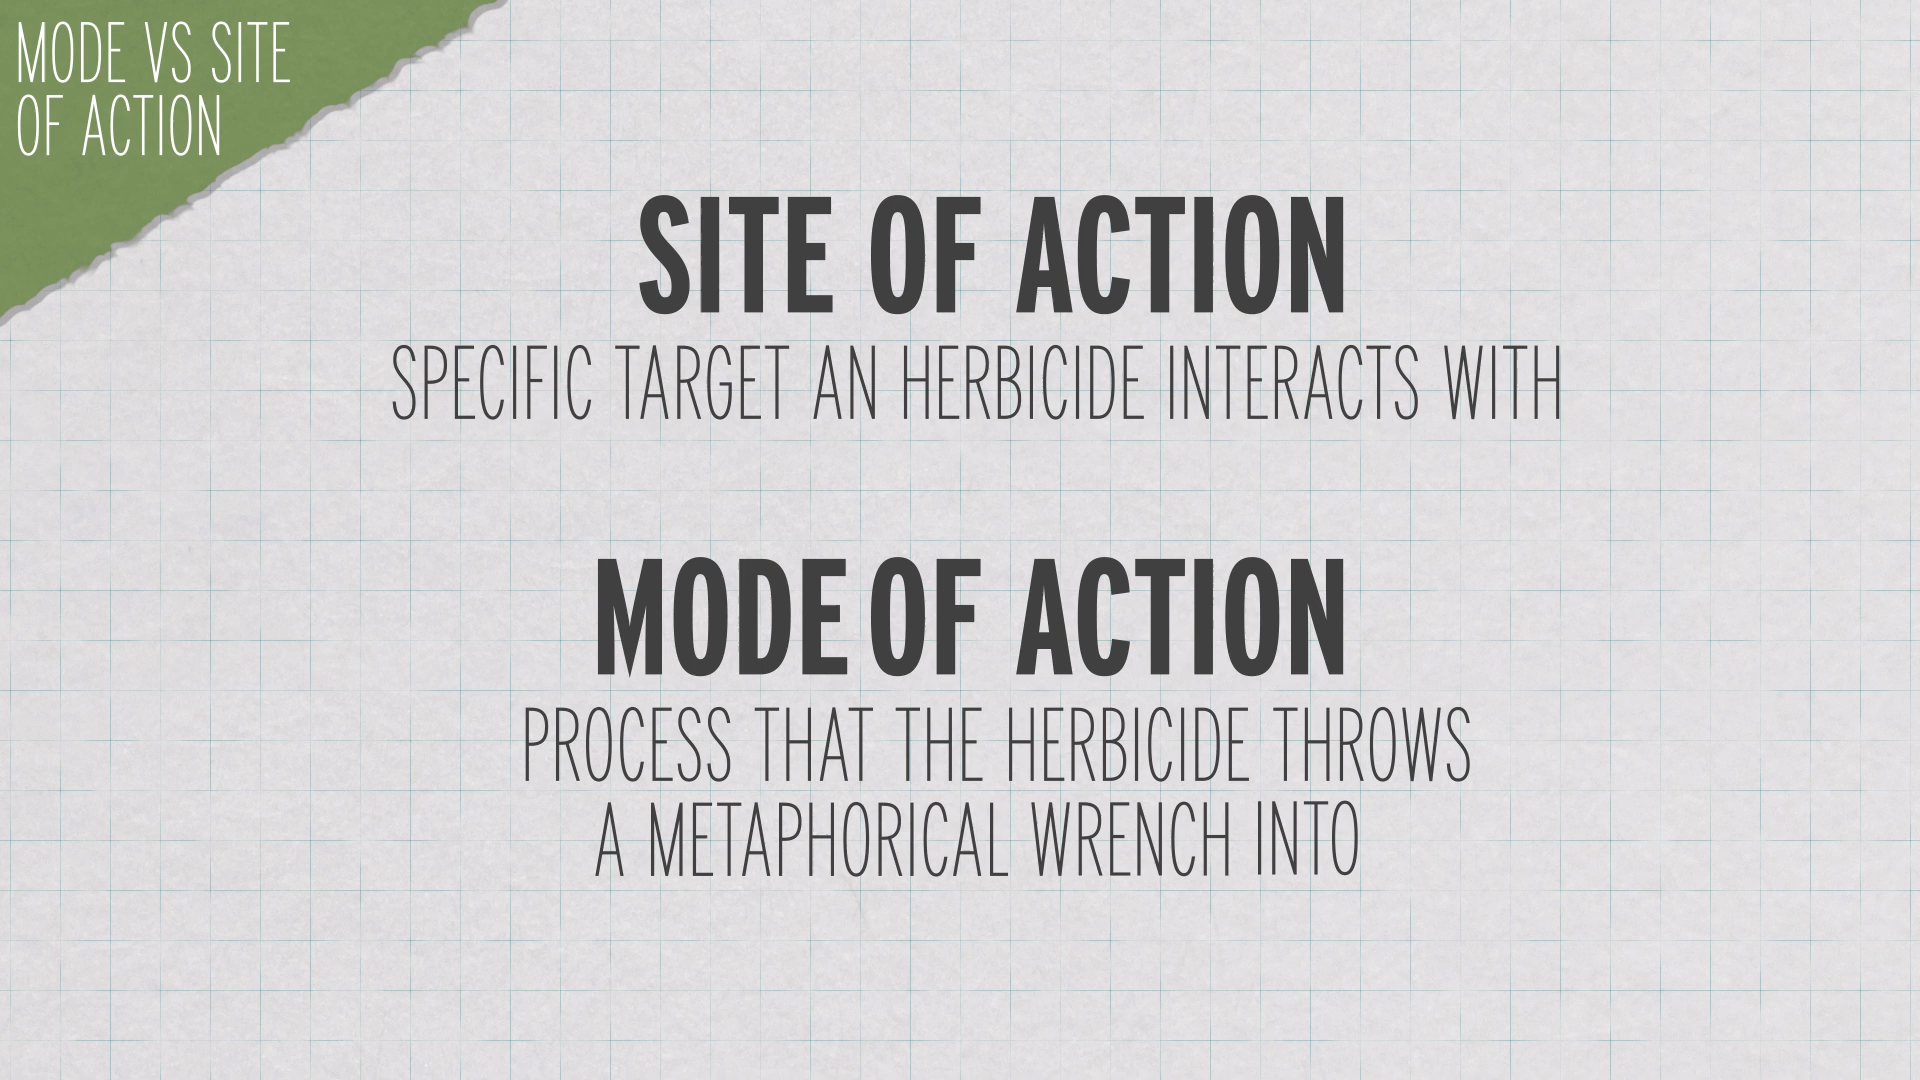 MODE VS SITE
OF ACTION
SITE OF ACTION
SPECIFIC TARGET AN HERBICIDE INTERACTS WITH
MODE OF ACTION
PROCESS THAT THE HERBICIDE THROWS
A METAPHORICAL WRENCH INTO